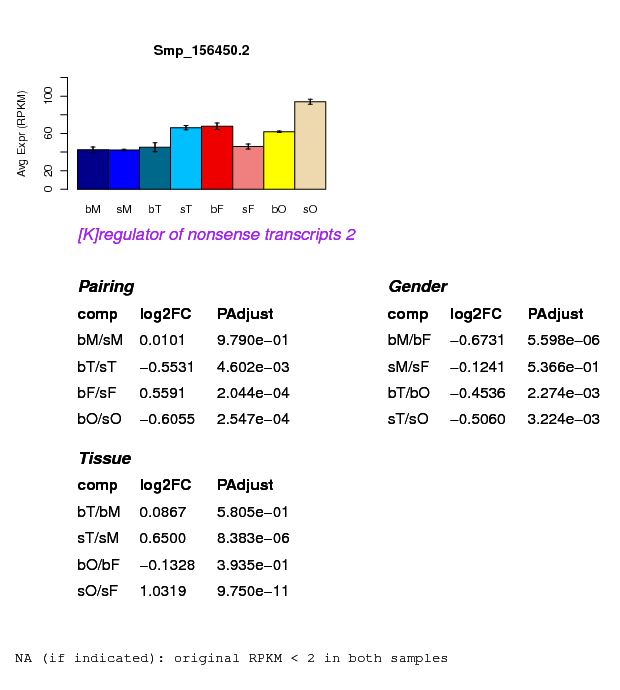 Smp_156450.2
Avg Expr (RPKM)
100
60
20
0
bM sM bT sT bF sF bO sO
[K]regulator of nonsense transcripts 2
Pairing
comp log2FC PAdjust
bM/sM 0.0101 9.790e−01
bT/sT −0.5531 4.602e−03
bF/sF 0.5591 2.044e−04
bO/sO −0.6055 2.547e−04
Gender
comp log2FC PAdjust
bM/bF −0.6731 5.598e−06
sM/sF −0.1241 5.366e−01
bT/bO −0.4536 2.274e−03
sT/sO −0.5060 3.224e−03
Tissue
comp log2FC PAdjust
bT/bM 0.0867 5.805e−01
sT/sM 0.6500 8.383e−06
bO/bF −0.1328 3.935e−01
sO/sF 1.0319 9.750e−11
NA (if indicated): original RPKM < 2 in both samples